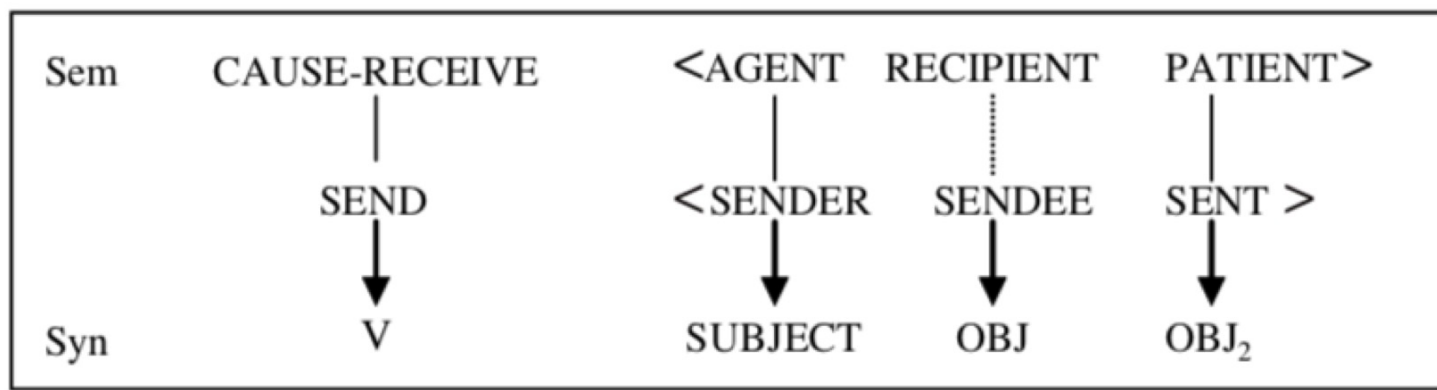 Sem CAUSE-RECEIVE <AGENT RECIPIENT PATIENT>
SEND <SENDER SENDEE SENT >
Syn V SUBJECT OBJ OBJ₂